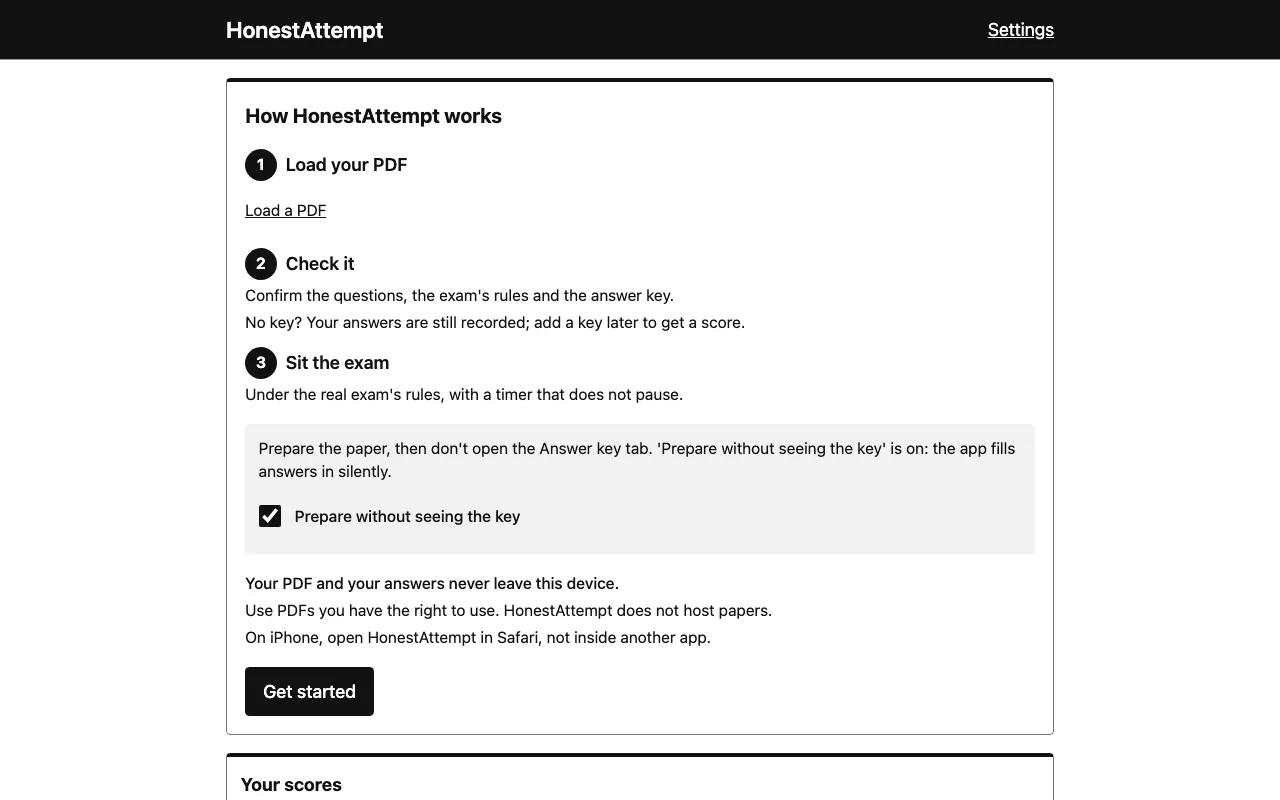 HonestAttempt
Settings
How HonestAttempt works
1 Load your PDF
Load a PDF
2 Check it
Confirm the questions, the exam's rules and the answer key.
No key? Your answers are still recorded; add a key later to get a score.
3 Sit the exam
Under the real exam's rules, with a timer that does not pause.
Prepare the paper, then don't open the Answer key tab. 'Prepare without seeing the key' is on: the app fills
answers in silently.
Prepare without seeing the key
Your PDF and your answers never leave this device.
Use PDFs you have the right to use. HonestAttempt does not host papers.
On iPhone, open HonestAttempt in Safari, not inside another app.
Get started
Your scores